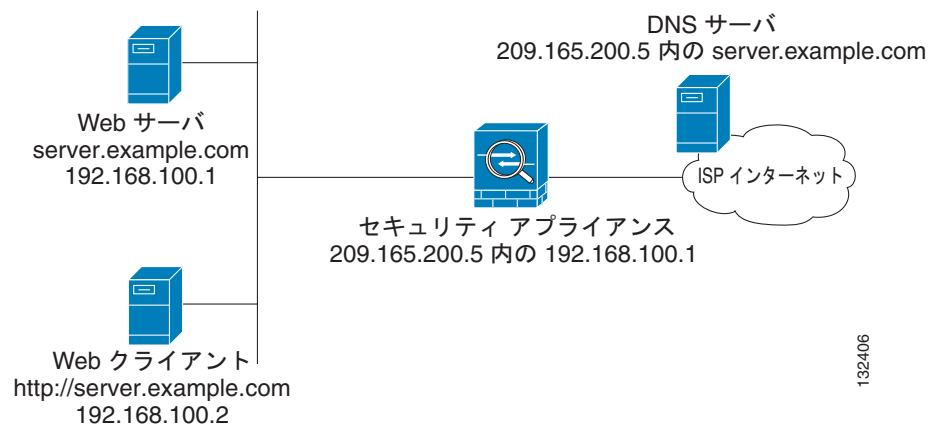 DNS サーバ
209.165.200.5 内の server.example.com
Web サーバ
server.example.com
192.168.100.1
ISP インターネット
セキュリティ アプライアンス
209.165.200.5 内の 192.168.100.1
Web クライアント
http://server.example.com
192.168.100.2
132406